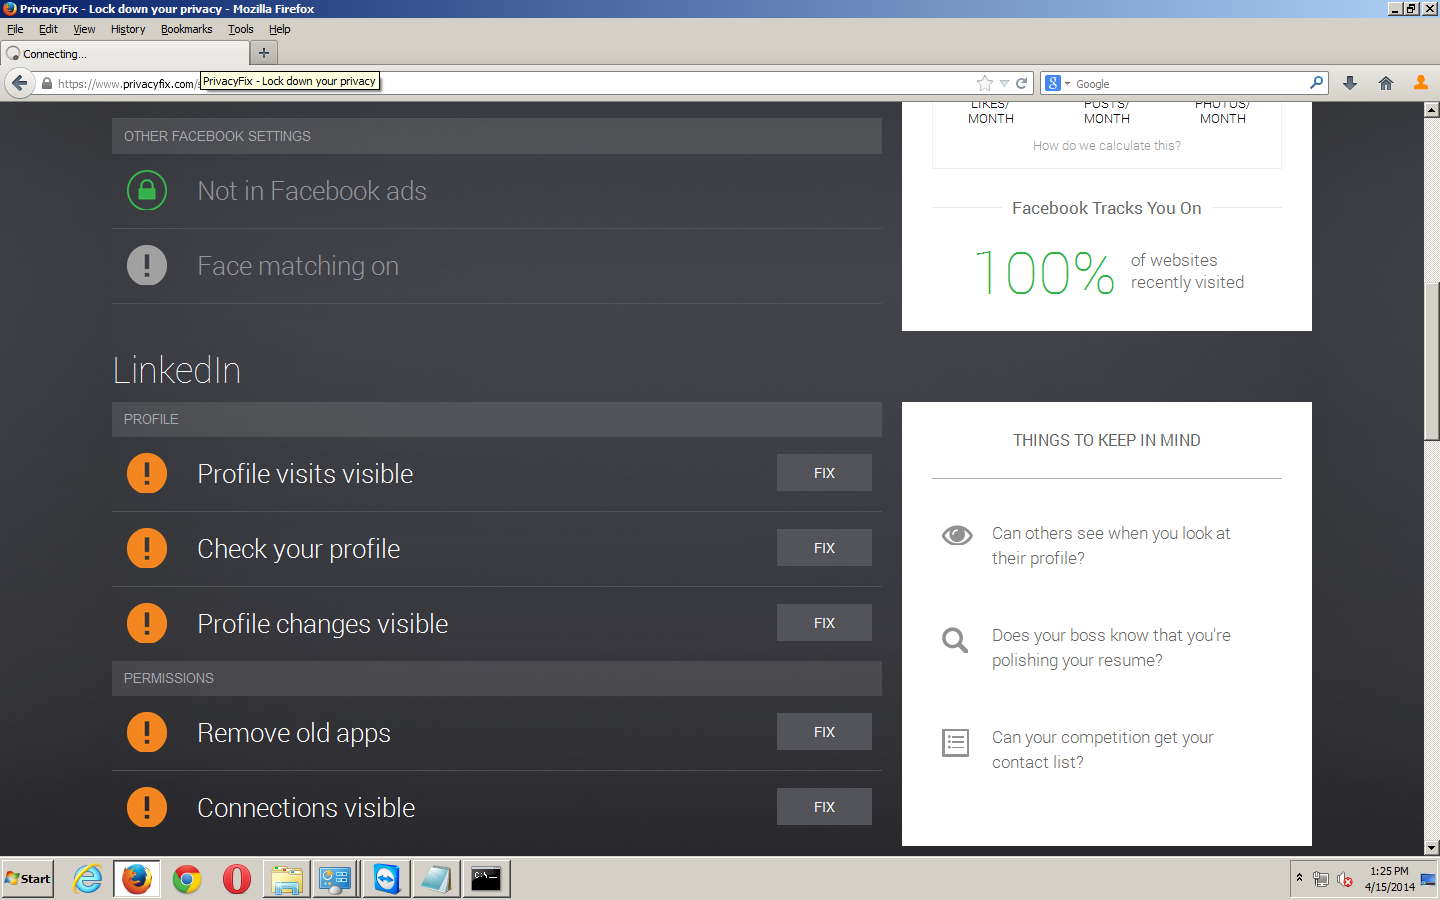 PrivacyFix - Lock down your privacy - Mozilla Firefox
File Edit View History Bookmarks Tools Help
Connecting...
https://www.privacyfix.com/
PrivacyFix - Lock down your privacy
Google
OTHER FACEBOOK SETTINGS
Not in Facebook ads
Face matching on
LIKES/ POSTS/ PHOTOS/
MONTH MONTH MONTH
How do we calculate this?
Facebook Tracks You On
100% of websites
recently visited
LinkedIn
PROFILE
Profile visits visible FIX
Check your profile FIX
Profile changes visible FIX
PERMISSIONS
Remove old apps FIX
Connections visible FIX
THINGS TO KEEP IN MIND
Can others see when you look at
their profile?
Does your boss know that you're
polishing your resume?
Can your competition get your
contact list?
Start
1:25 PM
4/15/2014